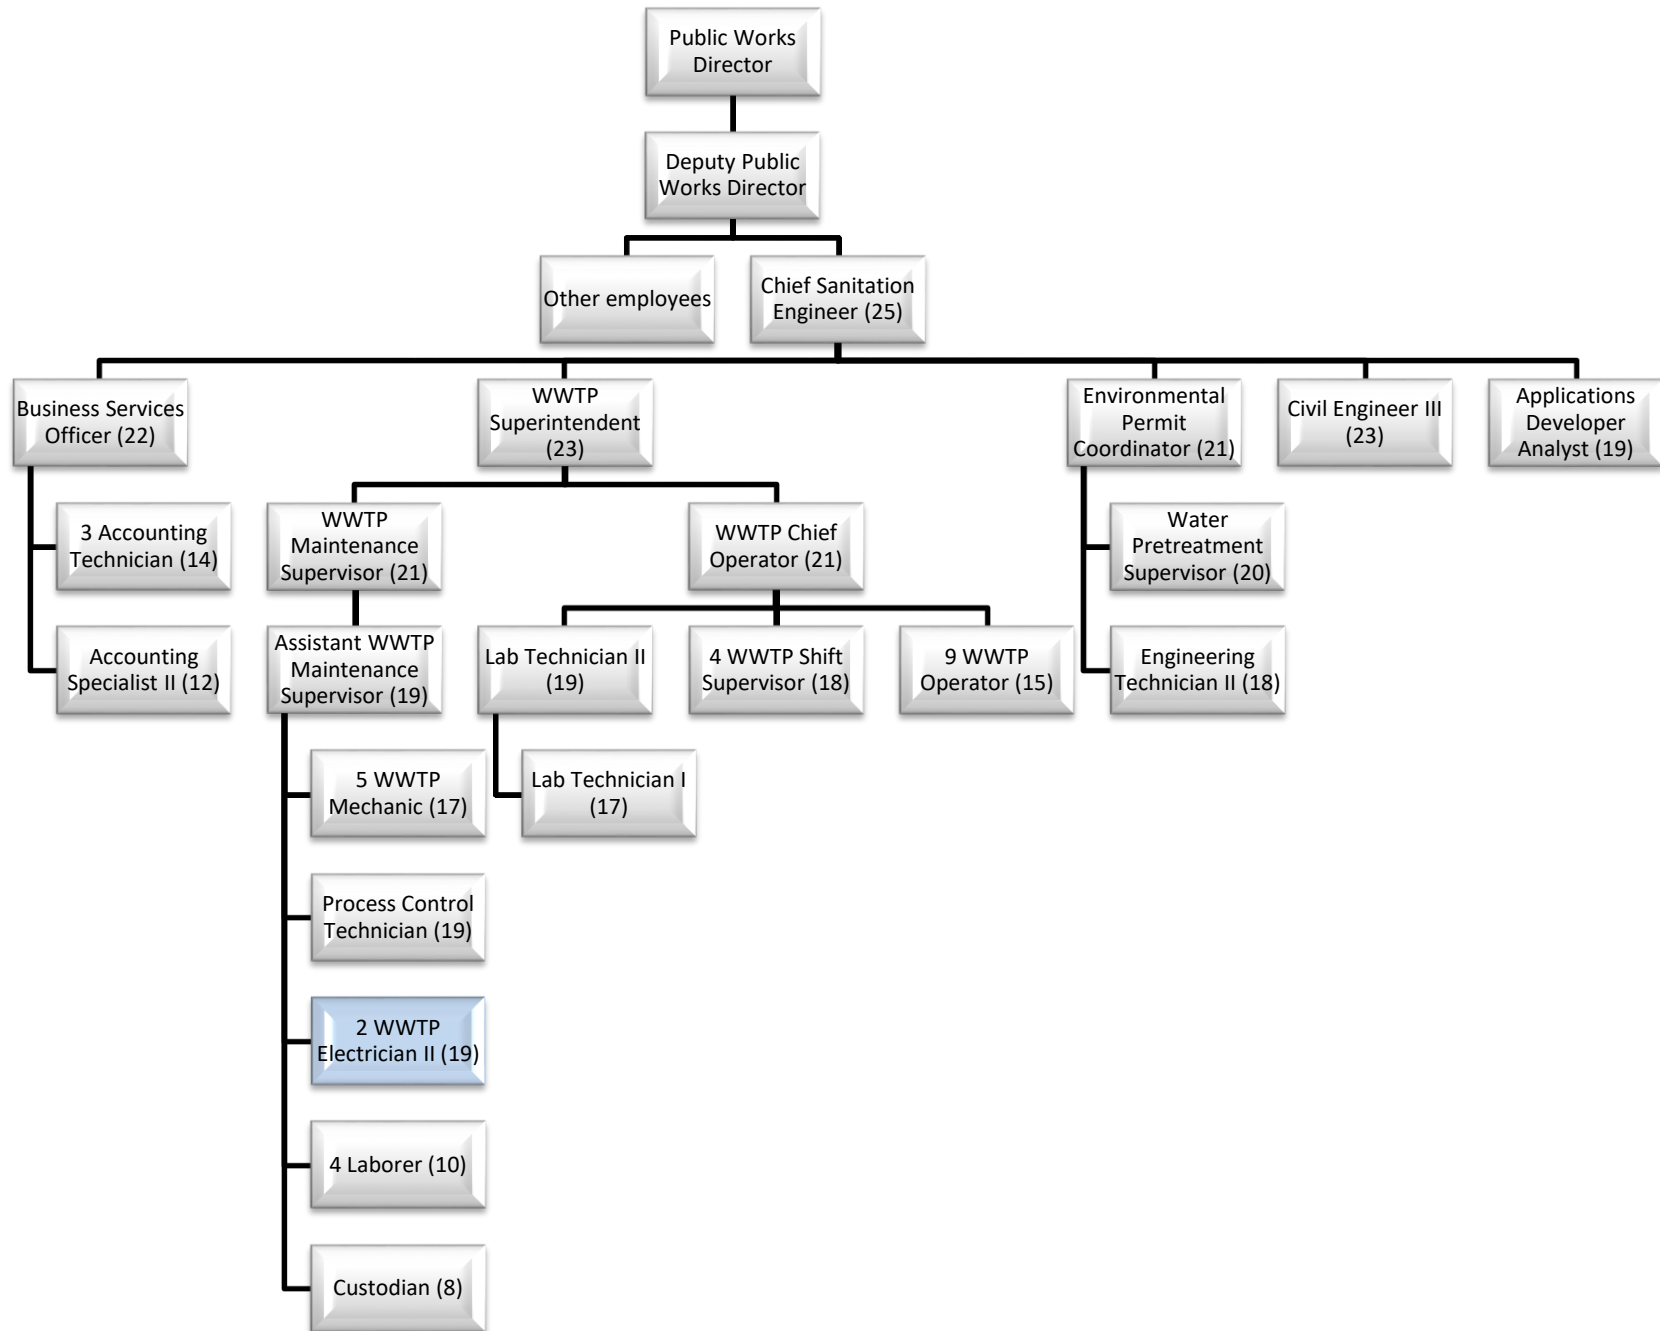 Public Works
Director
Deputy Public
Works Director
Other employees
Chief Sanitation
Engineer (25)
Business Services
Officer (22)
WWTP
Superintendent
(23)
Environmental
Permit
Coordinator (21)
Civil Engineer III
(23)
Applications
Developer
Analyst (19)
3 Accounting
Technician (14)
WWTP
Maintenance
Supervisor (21)
WWTP Chief
Operator (21)
Water
Pretreatment
Supervisor (20)
Accounting
Specialist II (12)
Assistant WWTP
Maintenance
Supervisor (19)
Lab Technician II
(19)
4 WWTP Shift
Supervisor (18)
9 WWTP
Operator (15)
Engineering
Technician II (18)
5 WWTP
Mechanic (17)
Lab Technician I
(17)
Process Control
Technician (19)
2 WWTP
Electrician II (19)
4 Laborer (10)
Custodian (8)